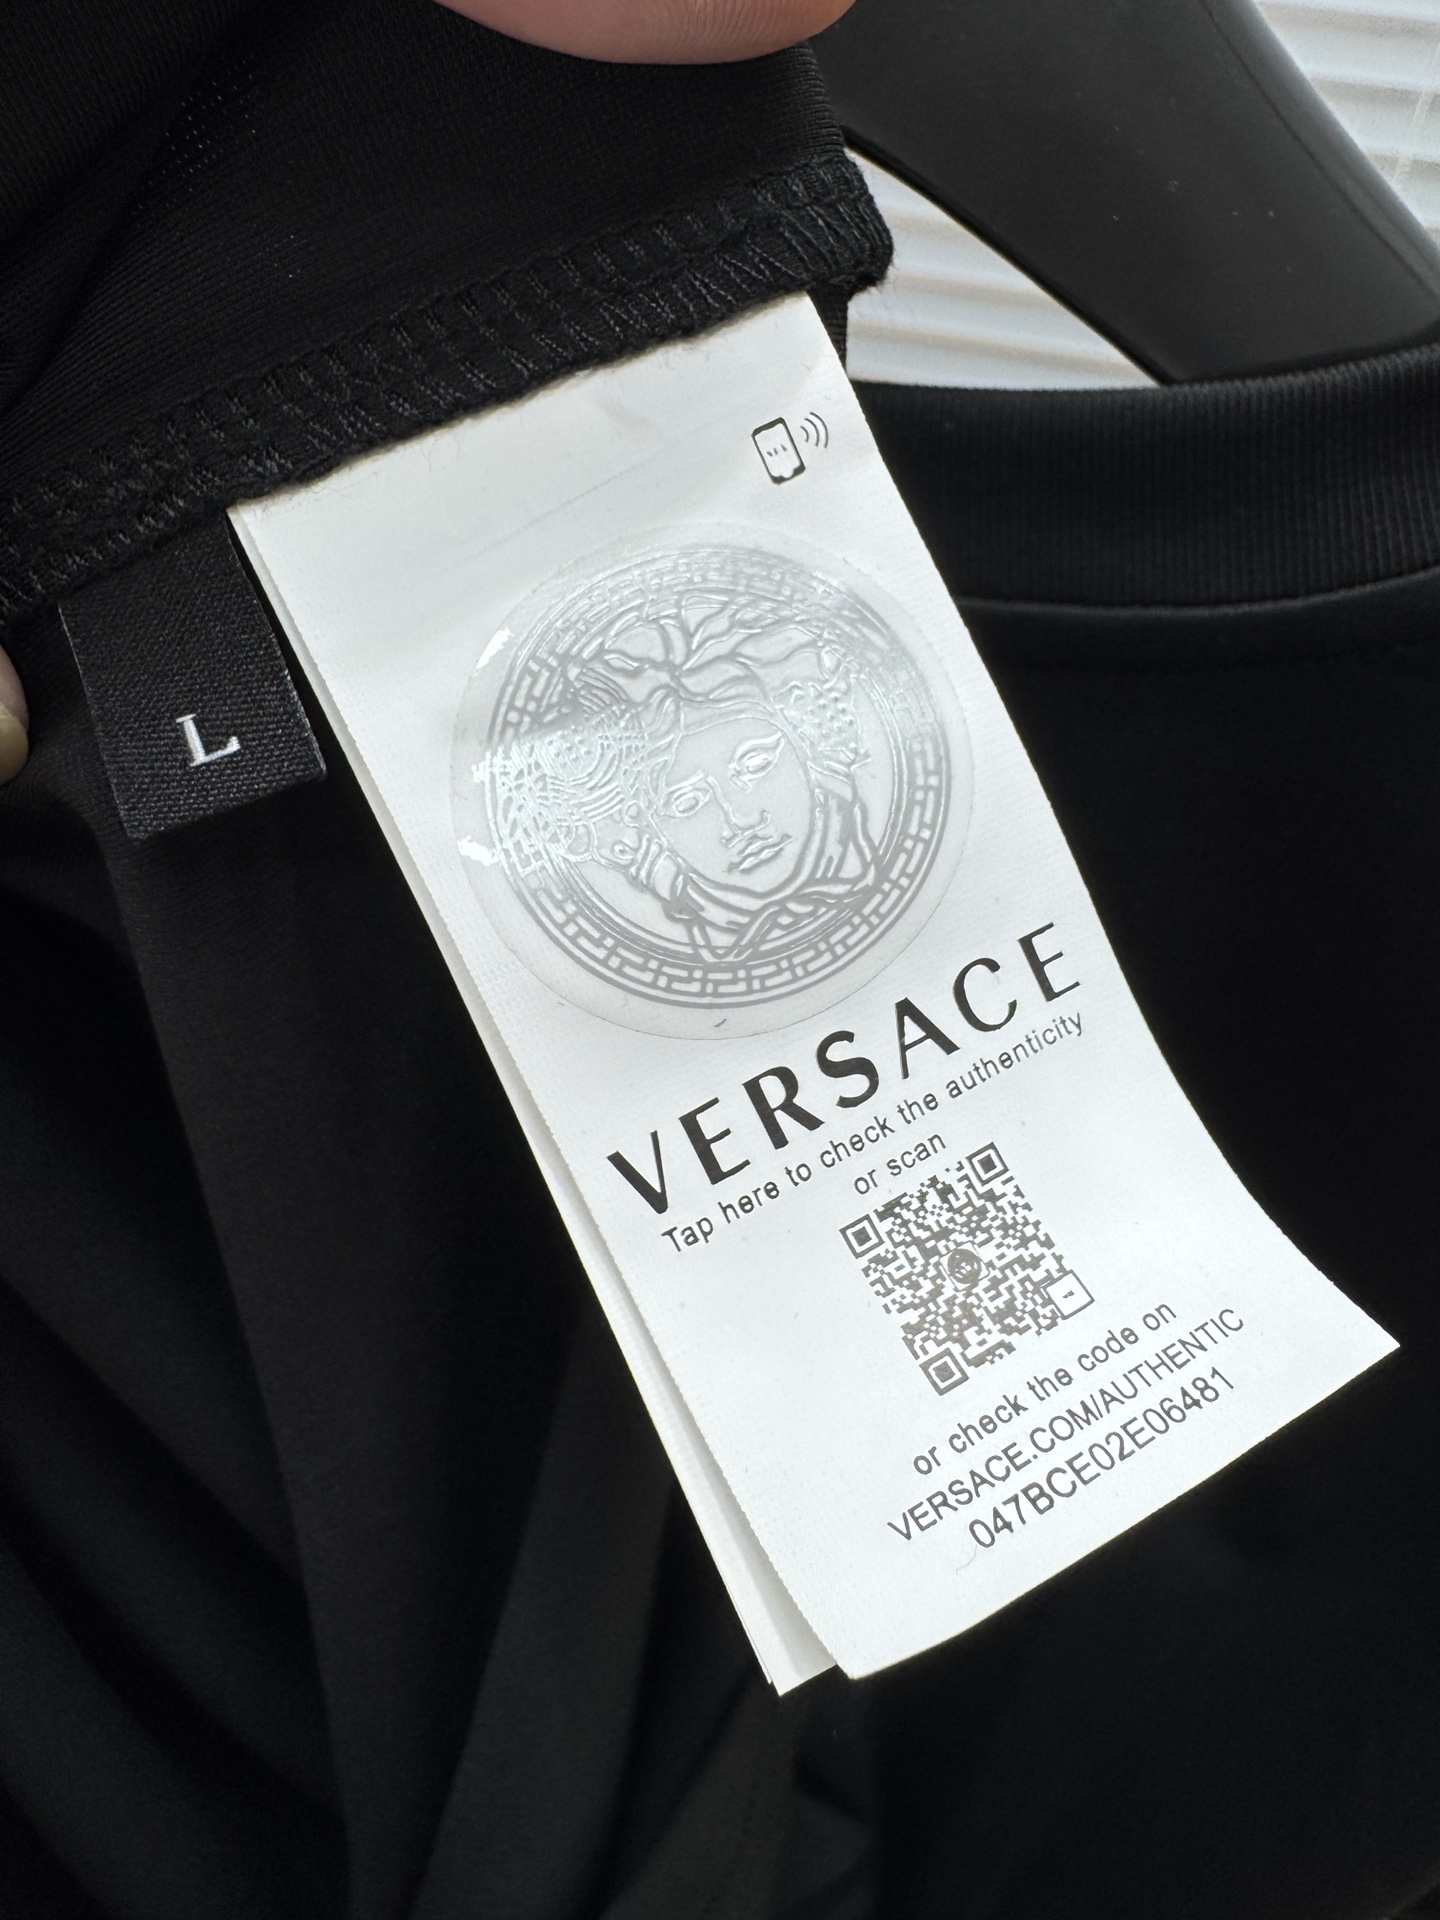 L
VERSACE
Tap here to check the authenticity
or scan
or check the code on
VERSACE.COM/AUTHENTIC
047BCE02E06481